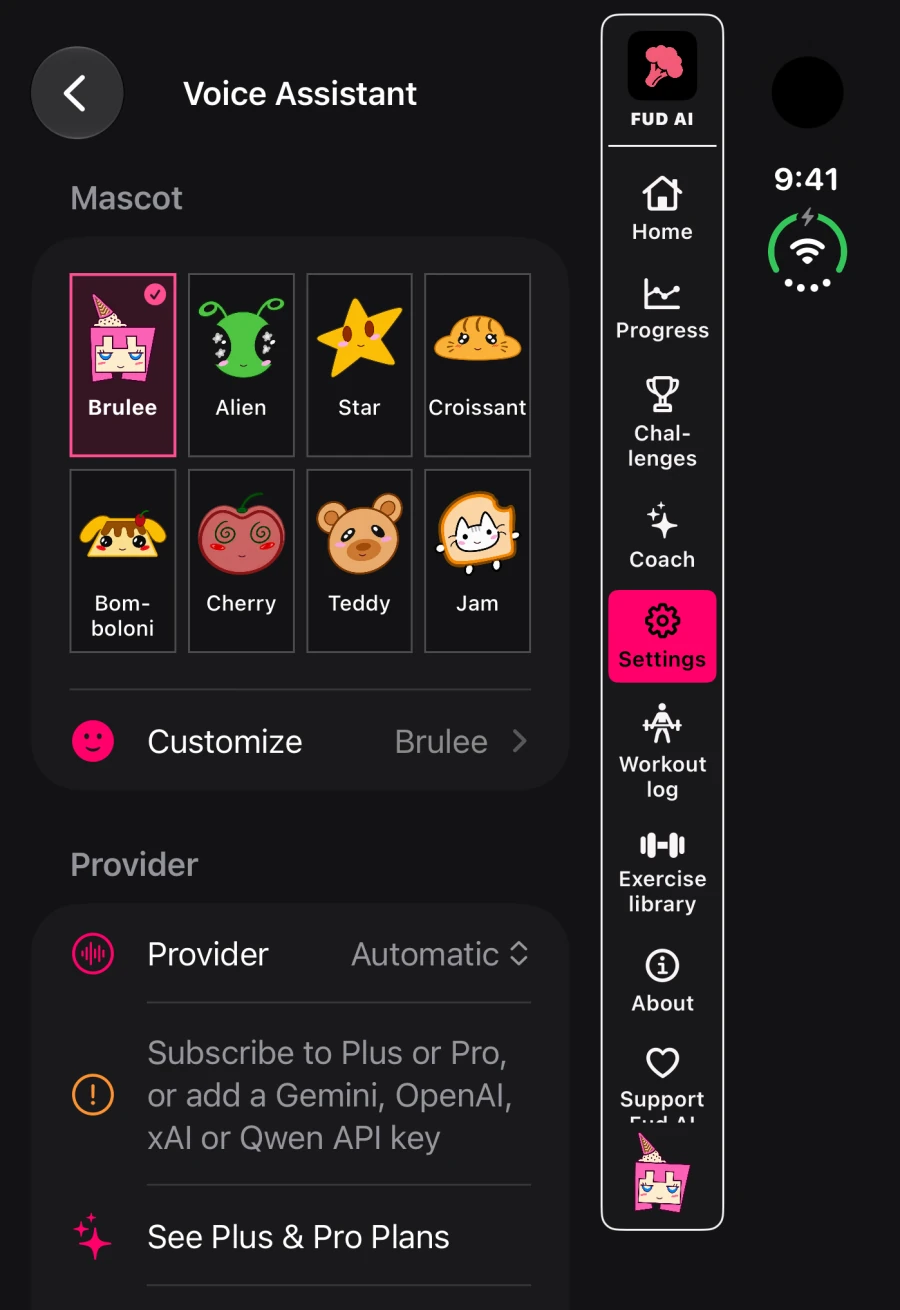 Voice Assistant
Mascot
Brulee
Alien
Star
Croissant
Bom-
boloni
Cherry
Teddy
Jam
Customize
Brulee
Provider
Provider
Automatic
Subscribe to Plus or Pro,
or add a Gemini, OpenAI,
xAI or Qwen API key
See Plus & Pro Plans
FUD AI
Home
Progress
Chal-
lenges
Coach
Settings
Workout
log
Exercise
library
About
Support
Fud AI
9:41